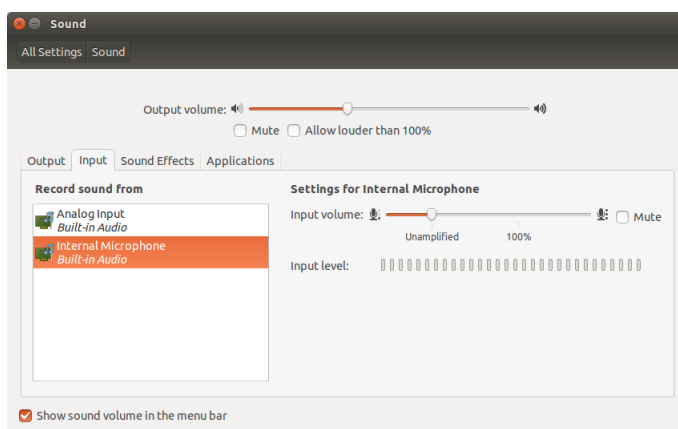 Sound
All Settings Sound
Output volume:
Mute Allow louder than 100%
Output Input Sound Effects Applications
Record sound from
Analog Input
Built-in Audio
Internal Microphone
Built-in Audio
Settings for Internal Microphone
Input volume: Mute
Unamplified 100%
Input level:
Show sound volume in the menu bar